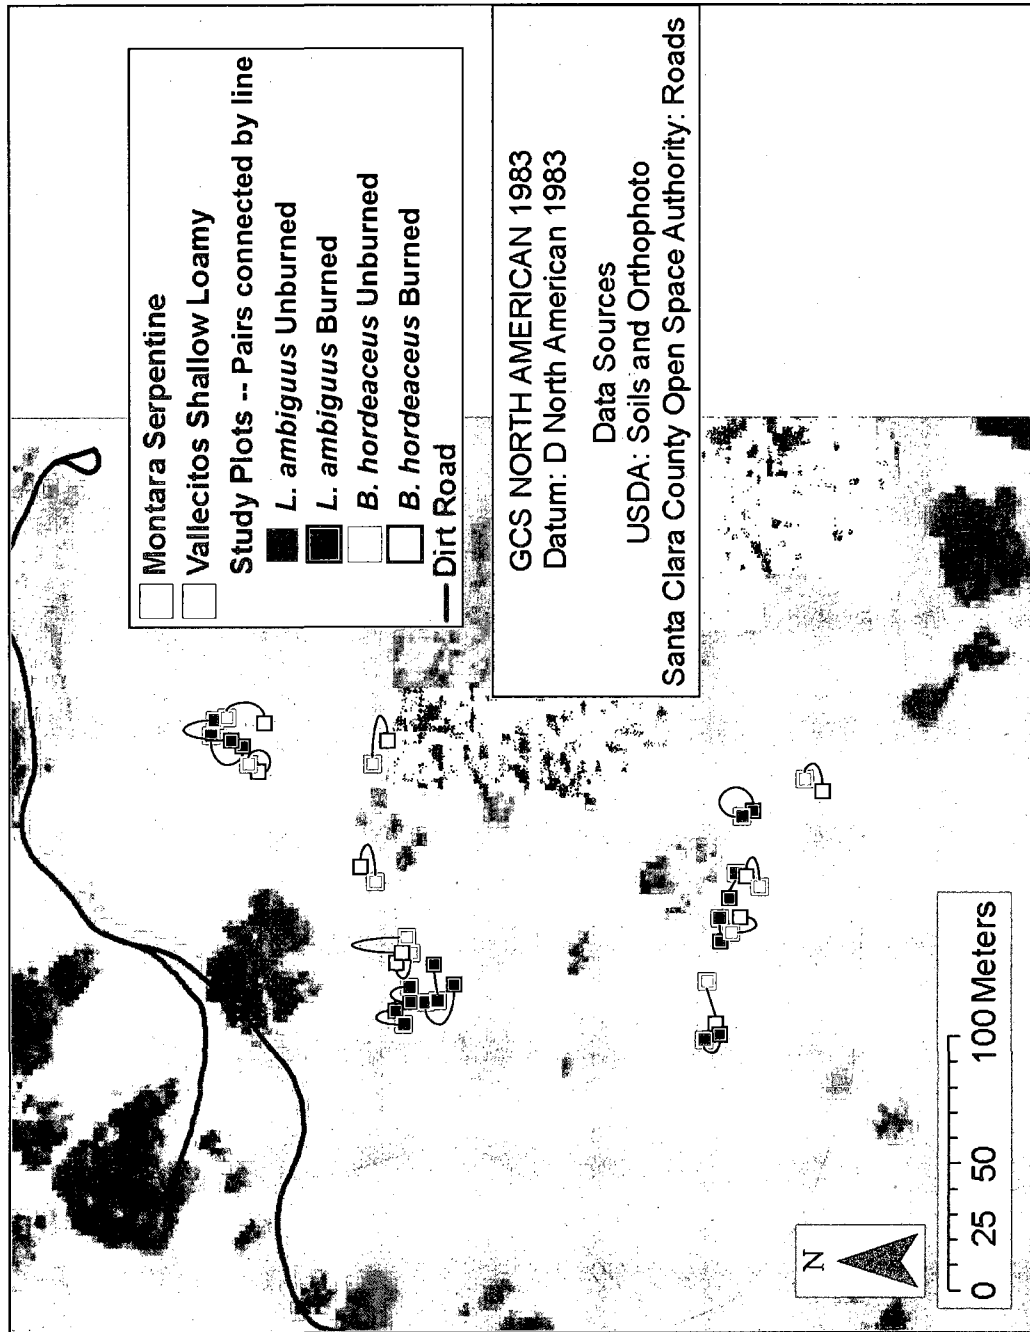 Montara Serpentine
Vallecitos Shallow Loamy
Study Plots -- Pairs connected by line
L. ambiguus Unburned
L. ambiguus Burned
B. hordeaceus Unburned
B. hordeaceus Burned
Dirt Road
GCS NORTH AMERICAN 1983
Datum: D North American 1983
Data Sources
USDA: Soils and Orthophoto
Santa Clara County Open Space Authority: Roads
N
0 25 50 100 Meters